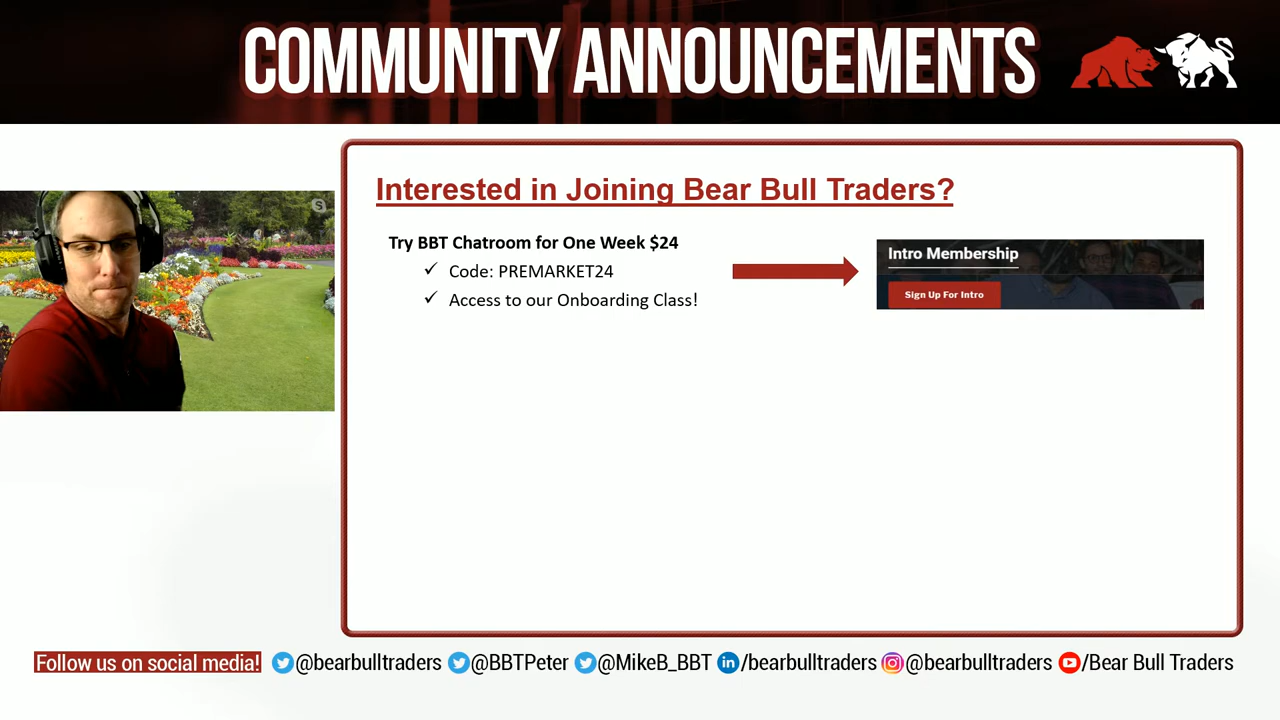 COMMUNITY ANNOUNCEMENTS
Interested in Joining Bear Bull Traders?
Try BBT Chatroom for One Week $24
✓ Code: PREMARKET24
✓ Access to our Onboarding Class!
Intro Membership
Sign Up For Intro
Follow us on social media! @bearbulltraders @BBTPeter @MikeB_BBT /bearbulltraders @bearbulltraders /Bear Bull Traders